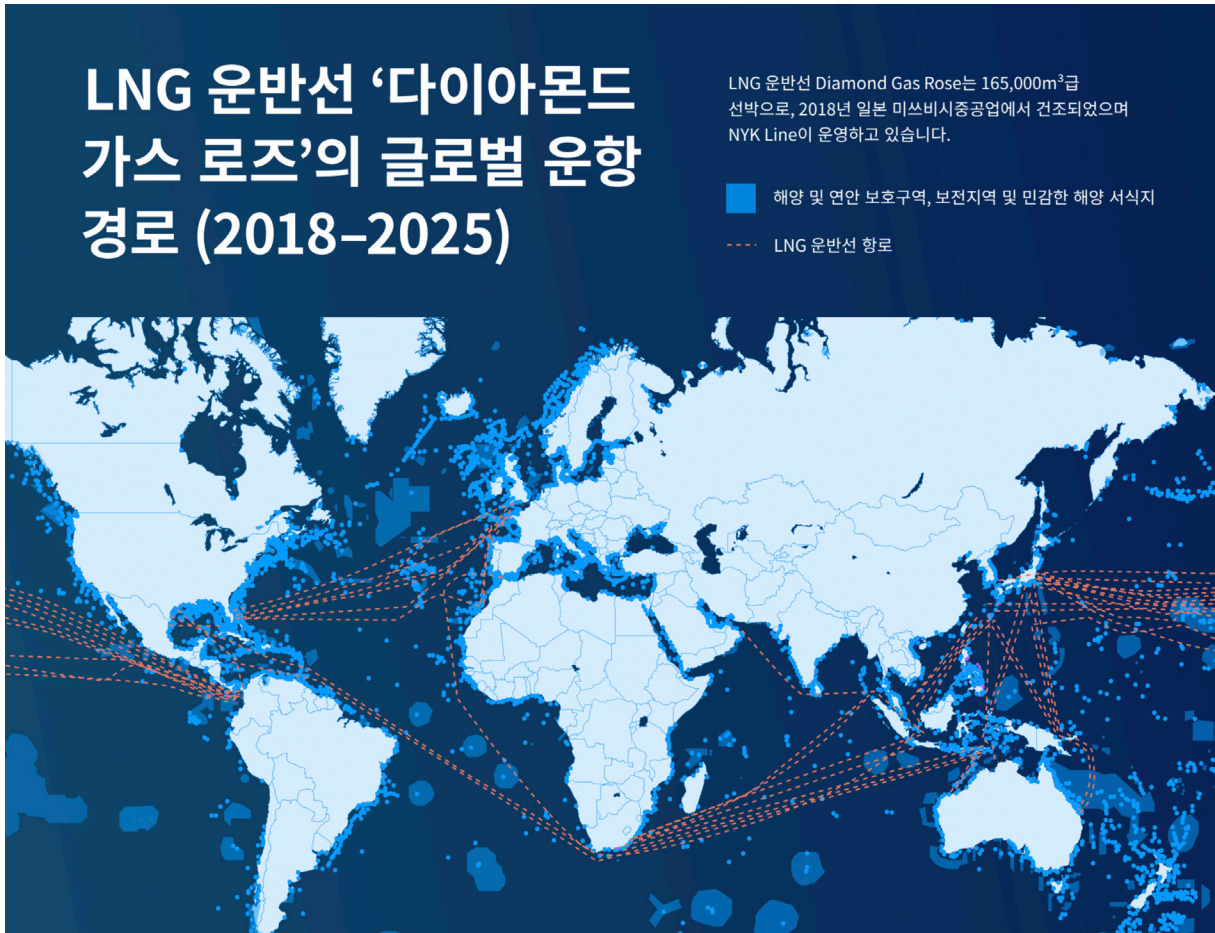 LNG 운반선 ‘다이아몬드
가스 로즈’의 글로벌 운항
경로 (2018–2025)
LNG 운반선 Diamond Gas Rose는 165,000m³급
선박으로, 2018년 일본 미쓰비시중공업에서 건조되었으며
NYK Line이 운영하고 있습니다.
해양 및 연안 보호구역, 보전지역 및 민감한 해양 서식지
LNG 운반선 항로